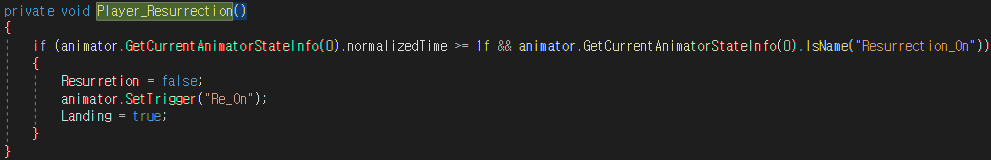 private void Player_Resurrection()
{
if (animator.GetCurrentAnimatorStateInfo(0).normalizedTime >= 1f && animator.GetCurrentAnimatorStateInfo(0).IsName("Resurrection_On"))
{
Resurretion = false;
animator.SetTrigger("Re_On");
Landing = true;
}
}